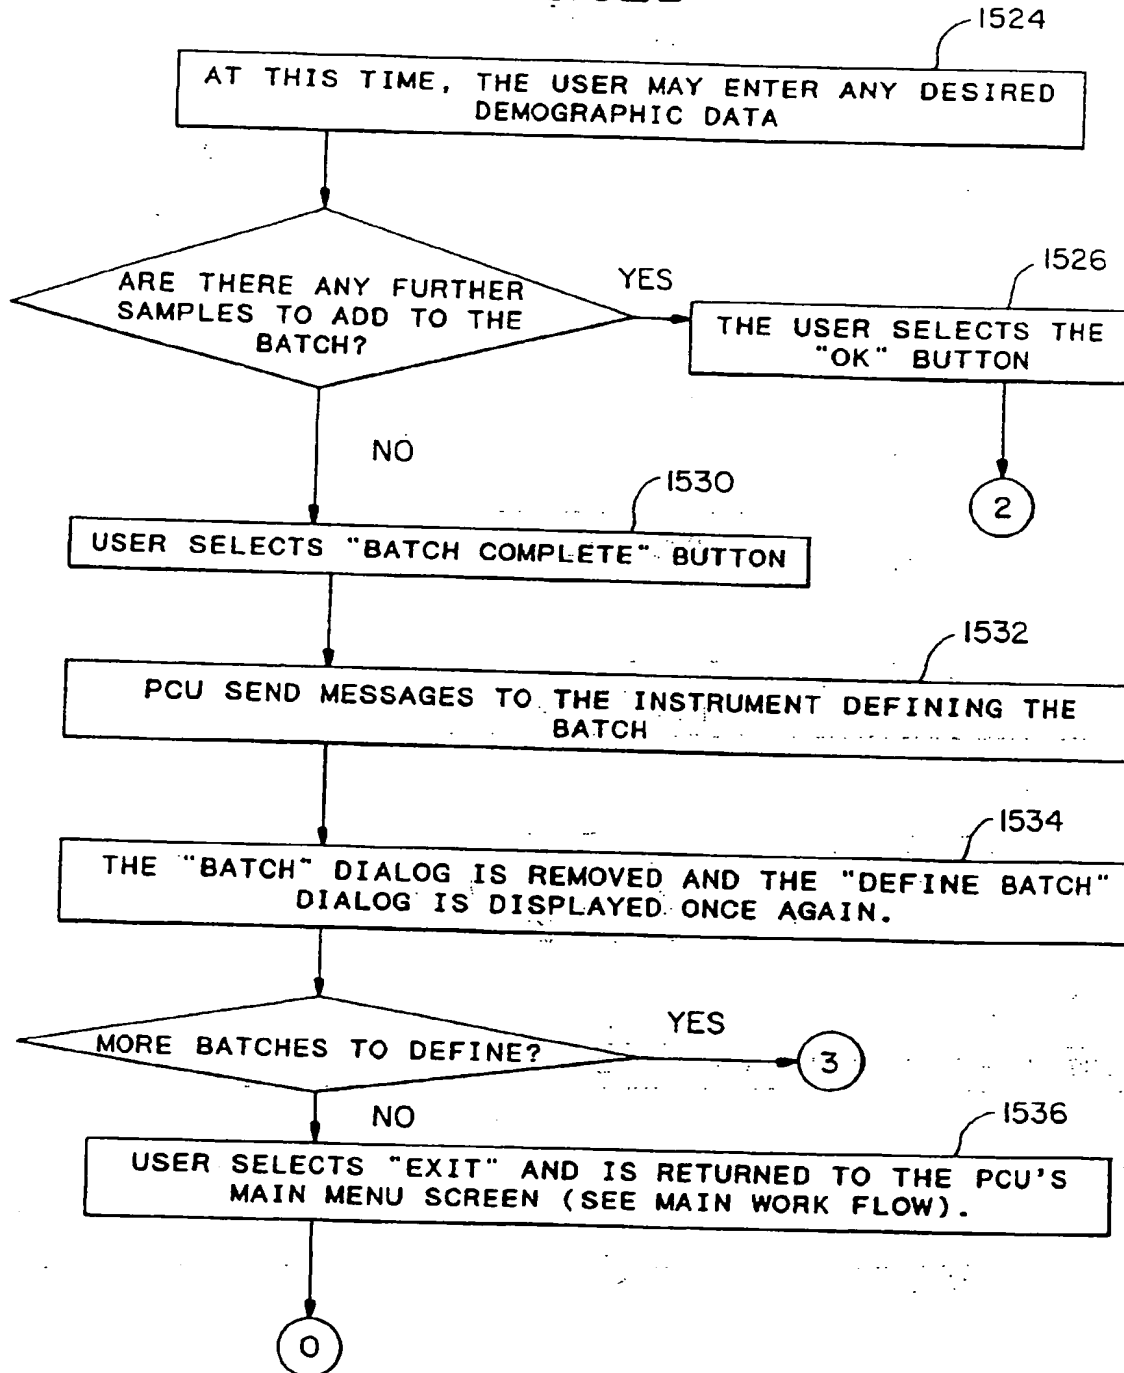 1524
AT THIS TIME, THE USER MAY ENTER ANY DESIRED
DEMOGRAPHIC DATA
ARE THERE ANY FURTHER
SAMPLES TO ADD TO THE
BATCH?
YES
1526
THE USER SELECTS THE
"OK" BUTTON
2
NO
1530
USER SELECTS "BATCH COMPLETE" BUTTON
1532
PCU SEND MESSAGES TO THE INSTRUMENT DEFINING THE
BATCH
1534
THE "BATCH" DIALOG IS REMOVED AND THE "DEFINE BATCH"
DIALOG IS DISPLAYED ONCE AGAIN.
MORE BATCHES TO DEFINE?
YES
3
NO
1536
USER SELECTS "EXIT" AND IS RETURNED TO THE PCU'S
MAIN MENU SCREEN (SEE MAIN WORK FLOW).
0